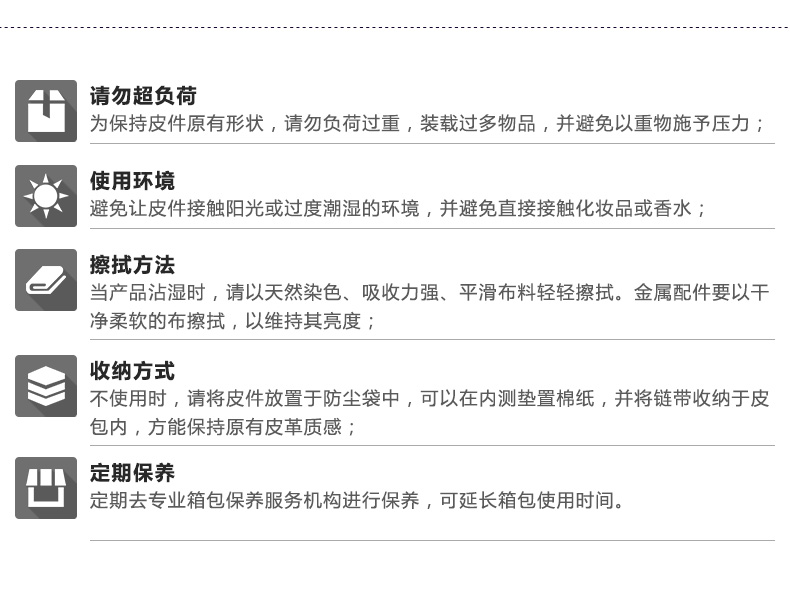 请勿超负荷
为保持皮件原有形状，请勿负荷过重，装载过多物品，并避免以重物施予压力；
使用环境
避免让皮件接触阳光或过度潮湿的环境，并避免直接接触化妆品或香水；
擦拭方法
当产品沾湿时，请以天然染色、吸收力强、平滑布料轻轻擦拭。金属配件要以干
净柔软的布擦拭，以维持其亮度；
收纳方式
不使用时，请将皮件放置于防尘袋中，可以在内测垫置棉纸，并将链带收纳于皮
包内，方能保持原有皮革质感；
定期保养
定期去专业箱包保养服务机构进行保养，可延长箱包使用时间。